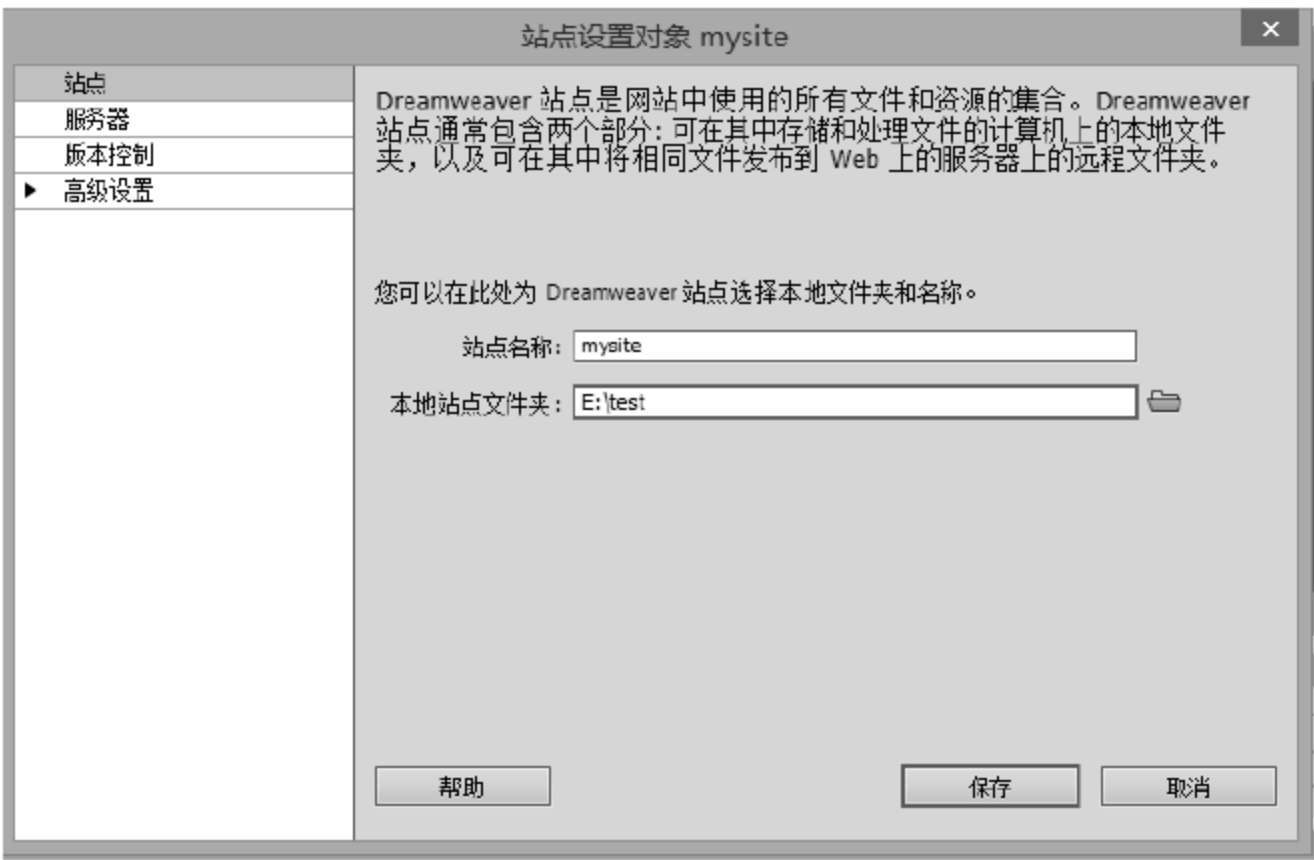 站点设置对象 mysite
站点
服务器
版本控制
高级设置
Dreamweaver 站点是网站中使用的所有文件和资源的集合。Dreamweaver
站点通常包含两个部分：可在其中存储和处理文件的计算机上的本地文件
夹，以及可在其中将相同文件发布到 Web 上的服务器上的远程文件夹。
您可以在此处为 Dreamweaver 站点选择本地文件夹和名称。
站点名称： mysite
本地站点文件夹： E:\test
帮助 保存 取消